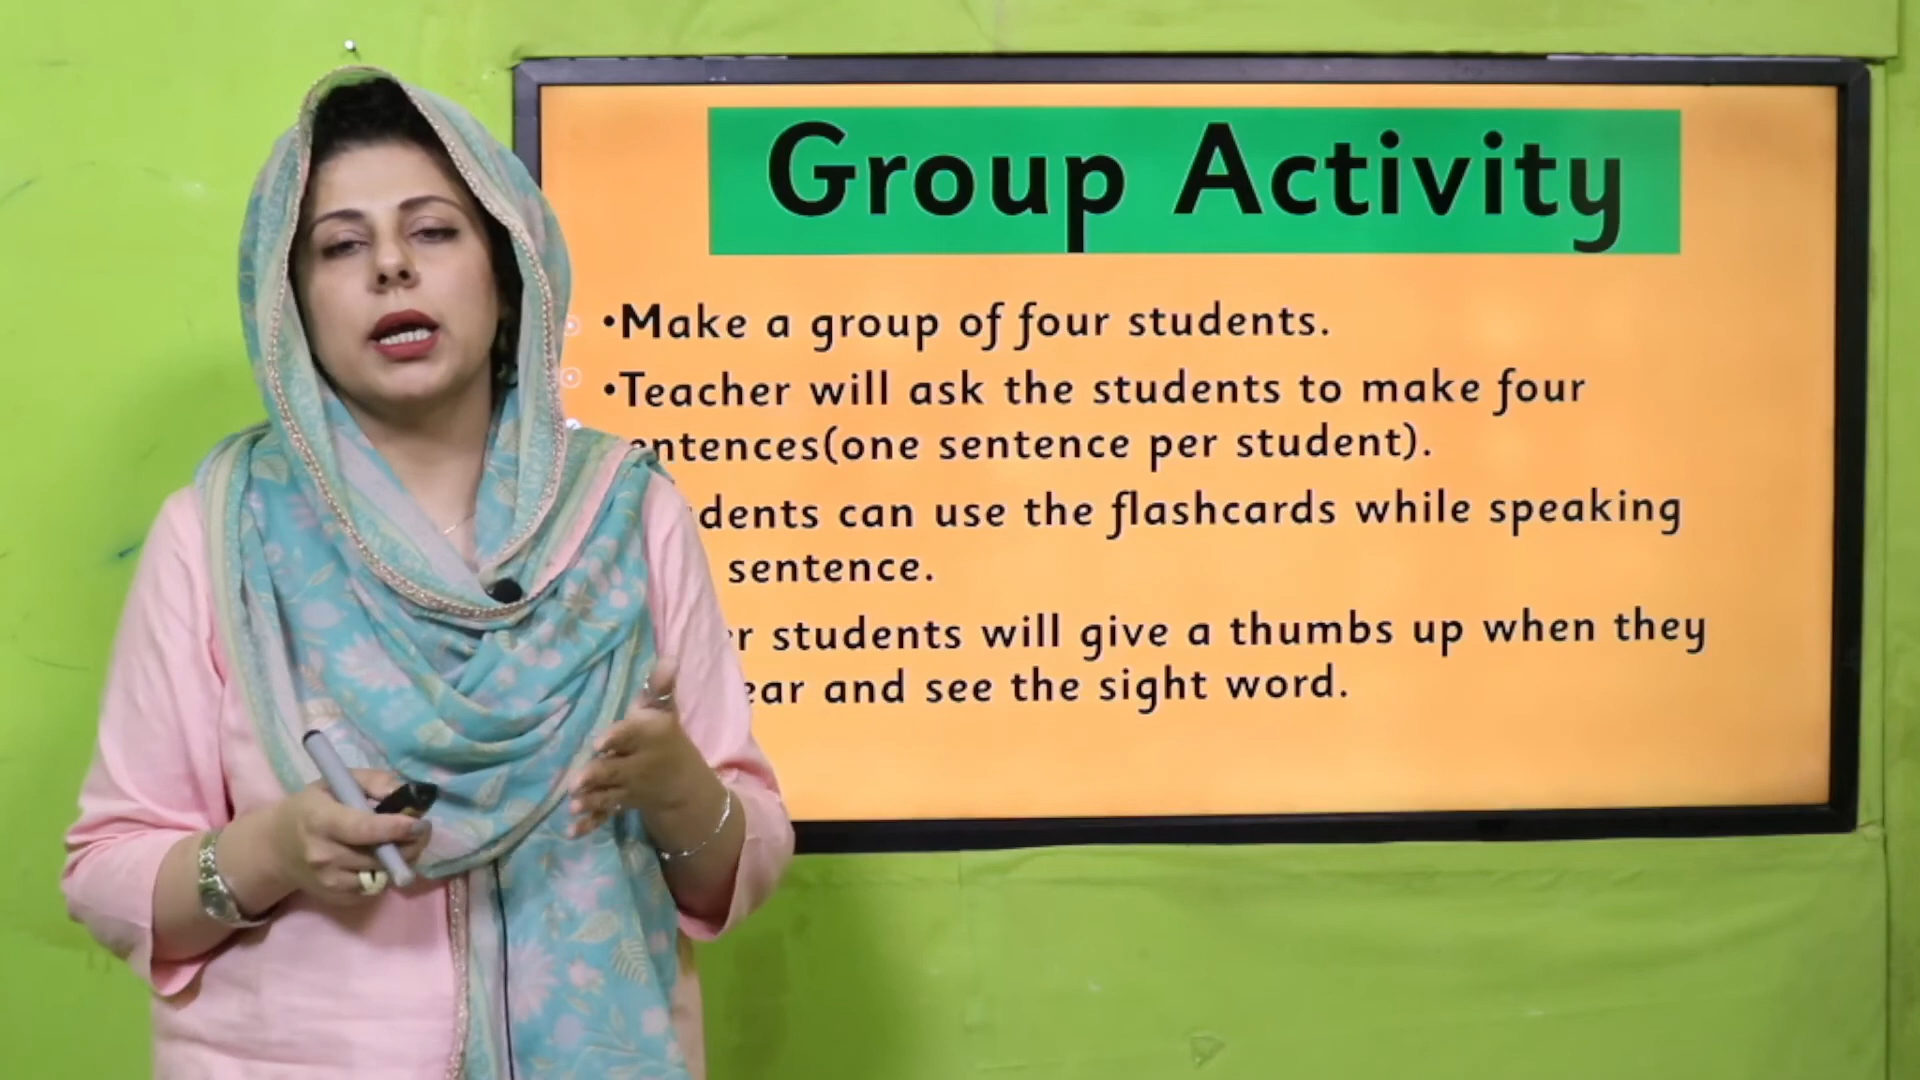 Group Activity
•Make a group of four students.
•Teacher will ask the students to make four
entences(one sentence per student).
dents can use the flashcards while speaking
sentence.
r students will give a thumbs up when they
ear and see the sight word.